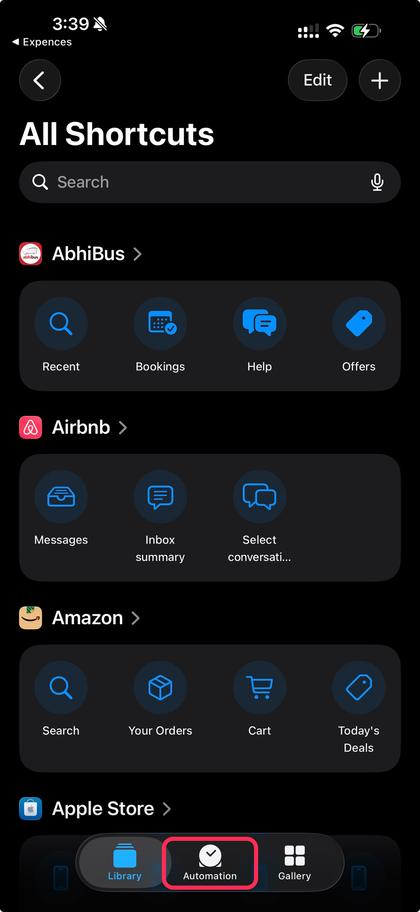 3:39
Expences
Edit
All Shortcuts
Search
AbhiBus
Recent
Bookings
Help
Offers
Airbnb
Messages
Inbox
summary
Select
conversati...
Amazon
Search
Your Orders
Cart
Today's
Deals
Apple Store
Library
Automation
Gallery